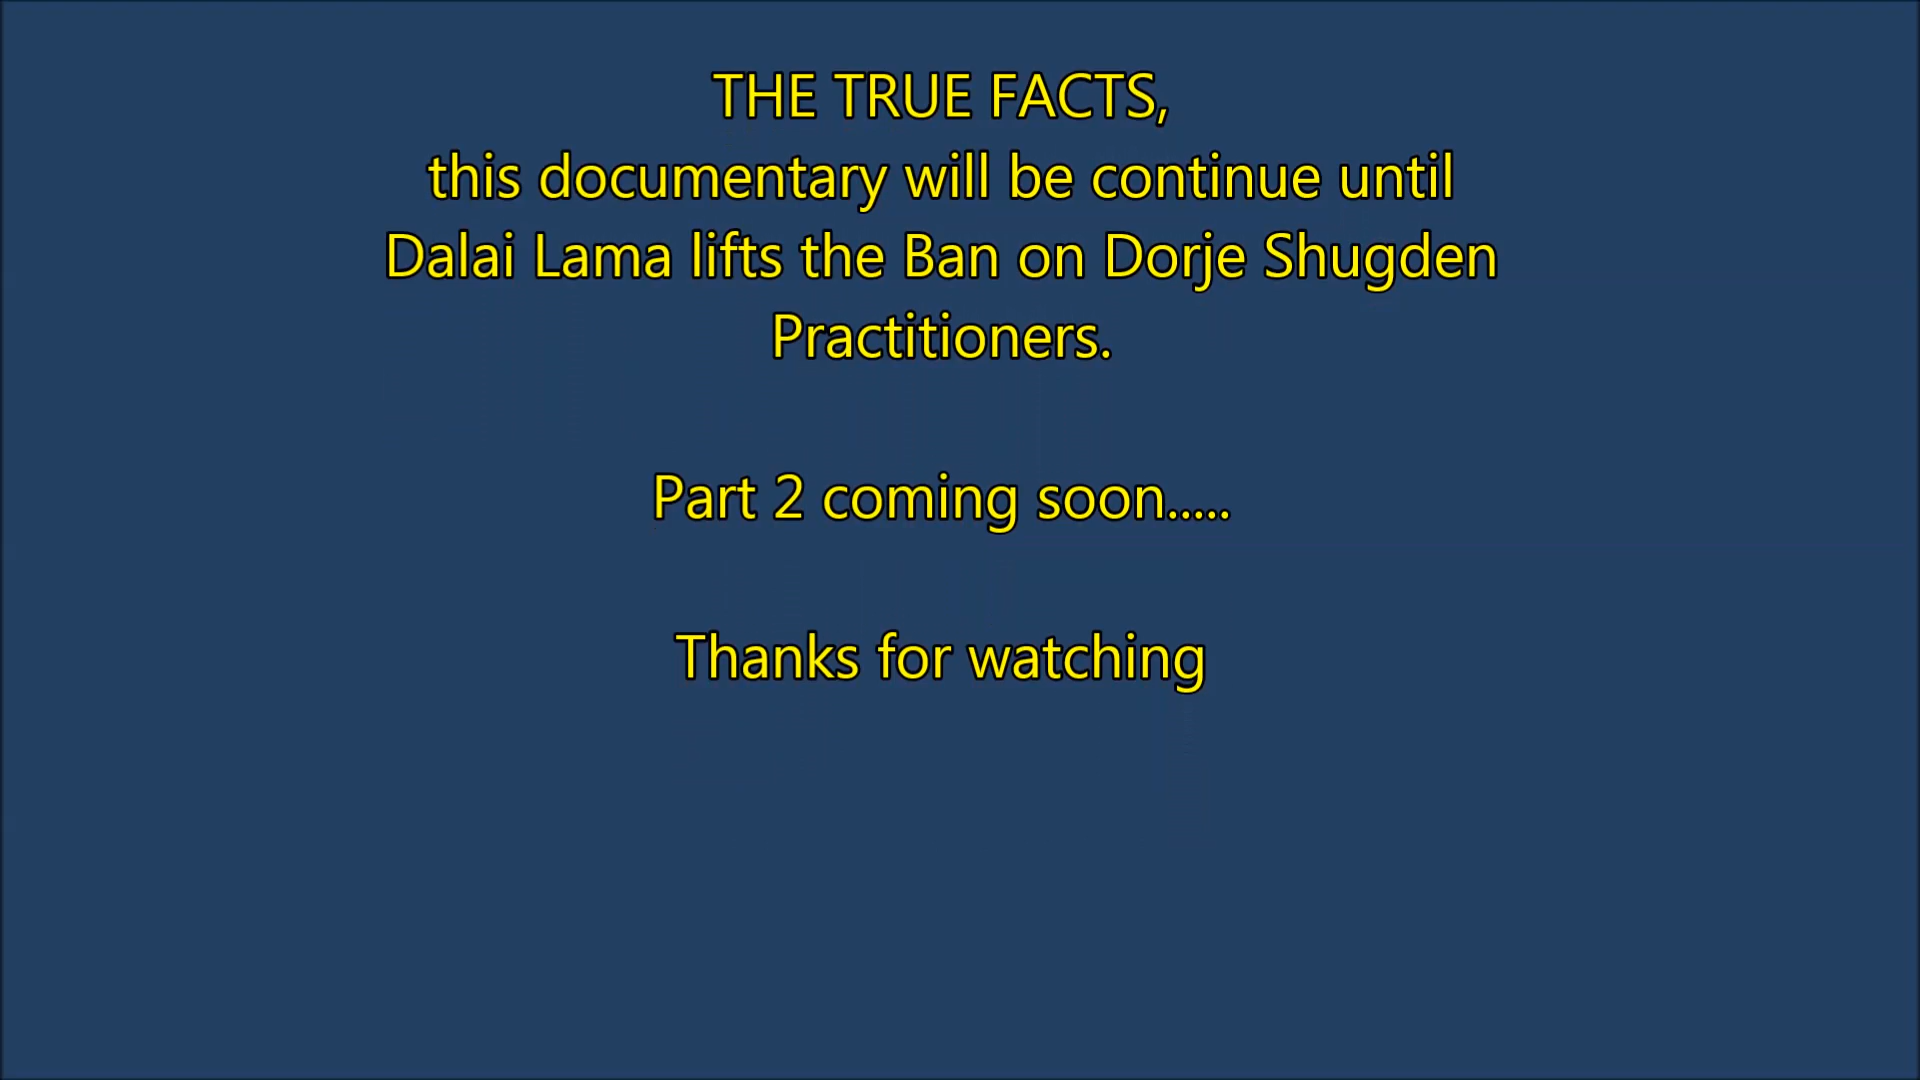 THE TRUE FACTS,
this documentary will be continue until
Dalai Lama lifts the Ban on Dorje Shugden
Practitioners.
Part 2 coming soon.....
Thanks for watching